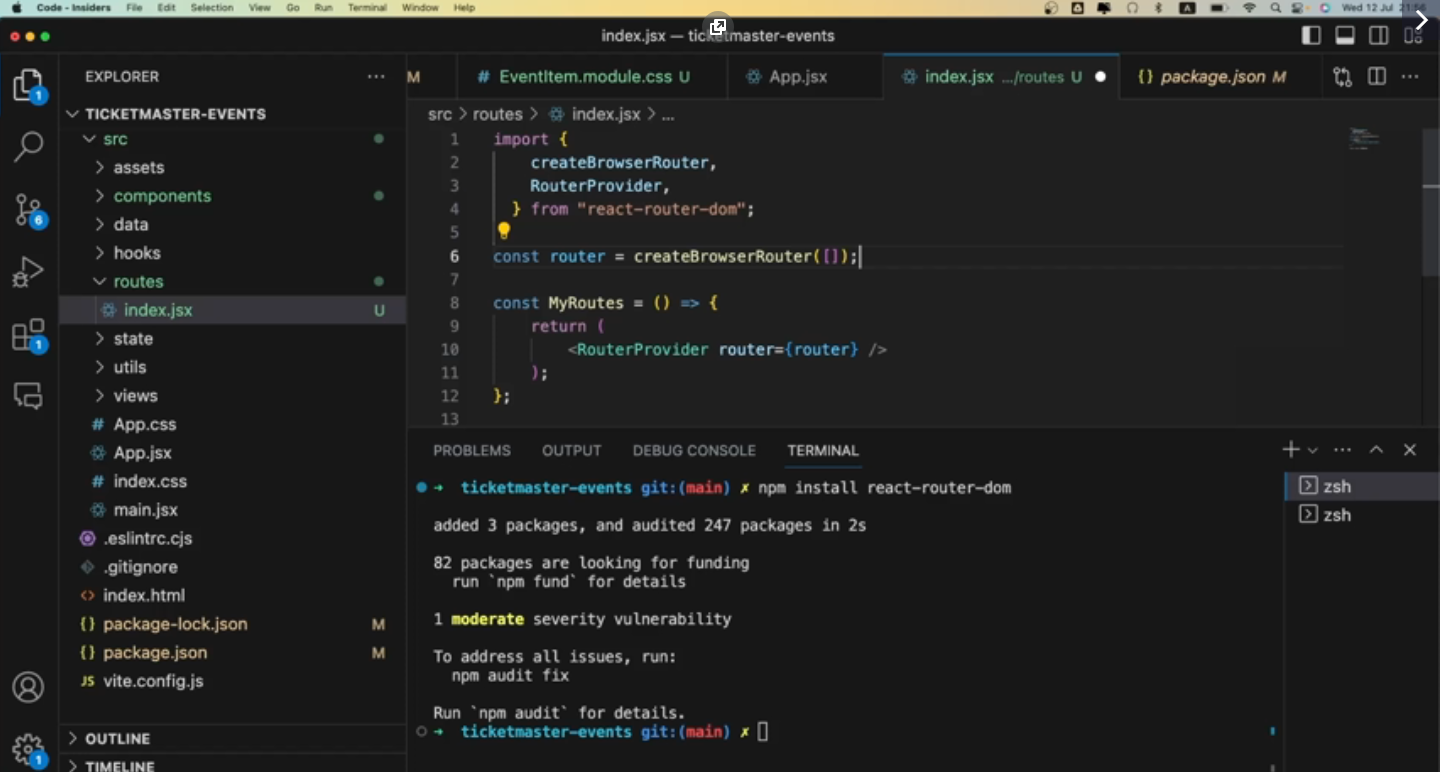 Code - Insiders File Edit Selection View Go Run Terminal Window Help
A Wed 12 Jul
index.jsx — ticketmaster-events
EXPLORER ···
M # EventItem.module.css U App.jsx index.jsx .../routes U {} package.json M ···
TICKETMASTER-EVENTS
src
assets
components
data
hooks
routes
index.jsx U
state
utils
views
# App.css
App.jsx
# index.css
main.jsx
.eslintrc.cjs
.gitignore
<> index.html
{} package-lock.json M
{} package.json M
JS vite.config.js
OUTLINE
TIMELINE
1
6
1
1
src > routes > index.jsx > ...
1 import {
2 createBrowserRouter,
3 RouterProvider,
4 } from "react-router-dom";
5
6 const router = createBrowserRouter([]);
7
8 const MyRoutes = () => {
9 return (
10 <RouterProvider router={router} />
11 );
12 };
13
PROBLEMS OUTPUT DEBUG CONSOLE TERMINAL
➜ ticketmaster-events git:(main) ✗ npm install react-router-dom
added 3 packages, and audited 247 packages in 2s
82 packages are looking for funding
run `npm fund` for details
1 moderate severity vulnerability
To address all issues, run:
npm audit fix
Run `npm audit` for details.
➜ ticketmaster-events git:(main) ✗
zsh
zsh